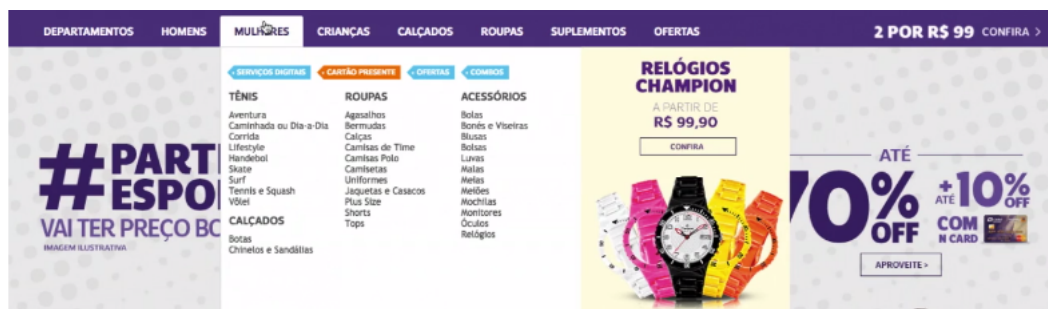 DEPARTAMENTOS HOMENS MULHERES CRIANÇAS CALÇADOS ROUPAS SUPLEMENTOS OFERTAS 2 POR R$ 99 CONFIRA >
SERVIÇOS DIGITAIS CARTÃO PRESENTE OFERTAS COMBOS
TÊNIS
Aventura
Caminhada ou Dia-a-Dia
Corrida
Lifestyle
Handebol
Skate
Surf
Tennis e Squash
Vôlei
CALÇADOS
Botas
Chinelos e Sandálias
ROUPAS
Agasalhos
Bermudas
Calças
Camisas de Time
Camisas Polo
Camisetas
Uniformes
Jaquetas e Casacos
Plus Size
Shorts
Tops
ACESSÓRIOS
Bolas
Bonés e Viseiras
Blusas
Bolsas
Luvas
Malas
Meias
Meiões
Mochilas
Monitores
Óculos
Relógios
RELÓGIOS
CHAMPION
A PARTIR DE
R$ 99,90
CONFIRA
#PART
ESPO
VAI TER PREÇO BO
IMAGEM ILUSTRATIVA
ATÉ
70% OFF
ATÉ +10% OFF
COM
N CARD
APROVEITE >